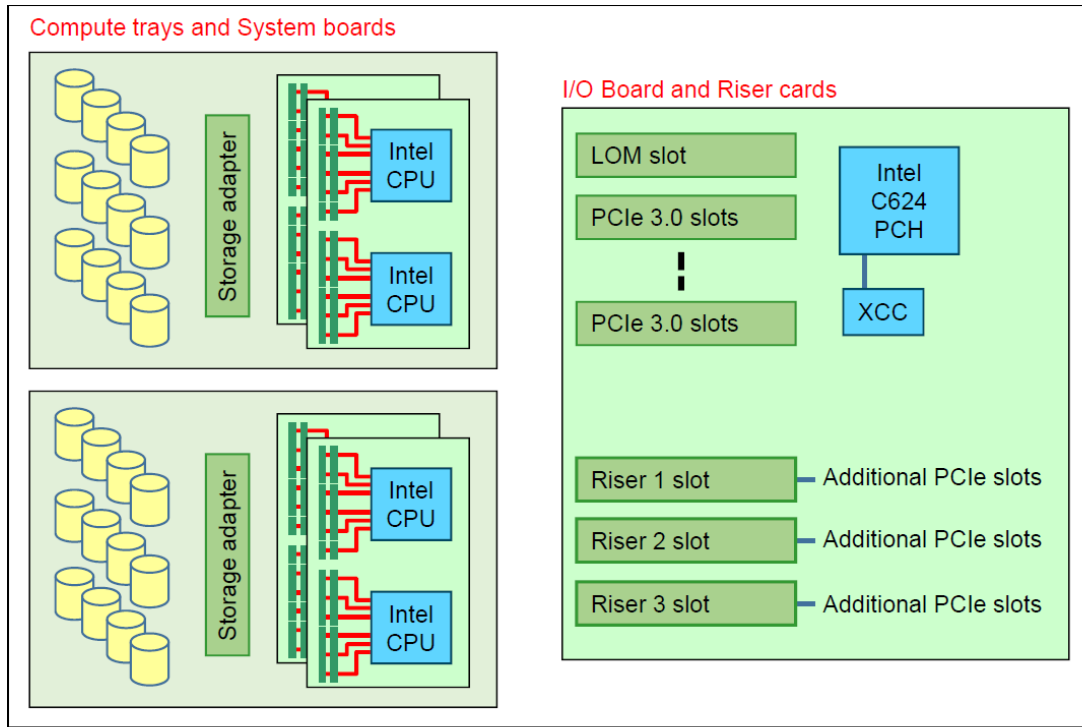 Compute trays and System boards
Storage adapter
Intel
CPU
Intel
CPU
Storage adapter
Intel
CPU
Intel
CPU
I/O Board and Riser cards
LOM slot
PCIe 3.0 slots
PCIe 3.0 slots
Intel
C624
PCH
XCC
Riser 1 slot
Additional PCIe slots
Riser 2 slot
Additional PCIe slots
Riser 3 slot
Additional PCIe slots